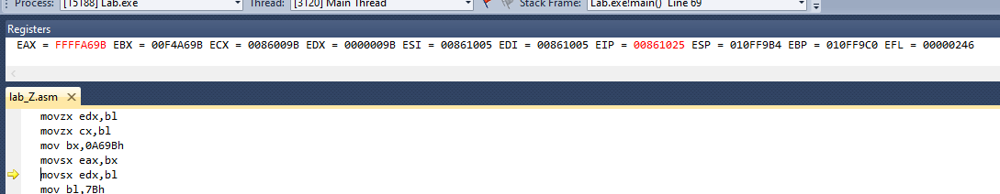 Process: [15188] Lab.exe Thread: [3120] Main Thread Stack Frame: Lab.exe!main() Line 69
Registers
EAX = FFFFA69B EBX = 00F4A69B ECX = 0086009B EDX = 0000009B ESI = 00861005 EDI = 00861005 EIP = 00861025 ESP = 010FF9B4 EBP = 010FF9C0 EFL = 00000246
lab_Z.asm
movzx edx,bl
movzx cx,bl
mov bx,0A69Bh
movsx eax,bx
movsx edx,bl
mov bl,7Bh